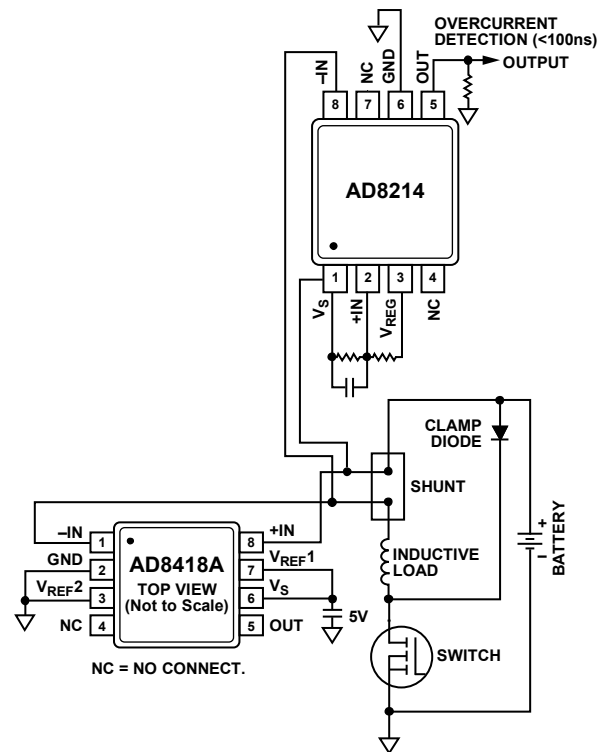 OVERCURRENT
DETECTION (<100ns)
OUTPUT
–IN
NC
GND
OUT
8
7
6
5
AD8214
1
2
3
4
VS
+IN
VREG
NC
CLAMP
DIODE
SHUNT
–IN
1
+IN
8
GND
2
AD8418A
VREF1
7
VREF2
3
TOP VIEW
(Not to Scale)
VS
6
NC
4
5
OUT
5V
INDUCTIVE
LOAD
+
–
BATTERY
SWITCH
NC = NO CONNECT.